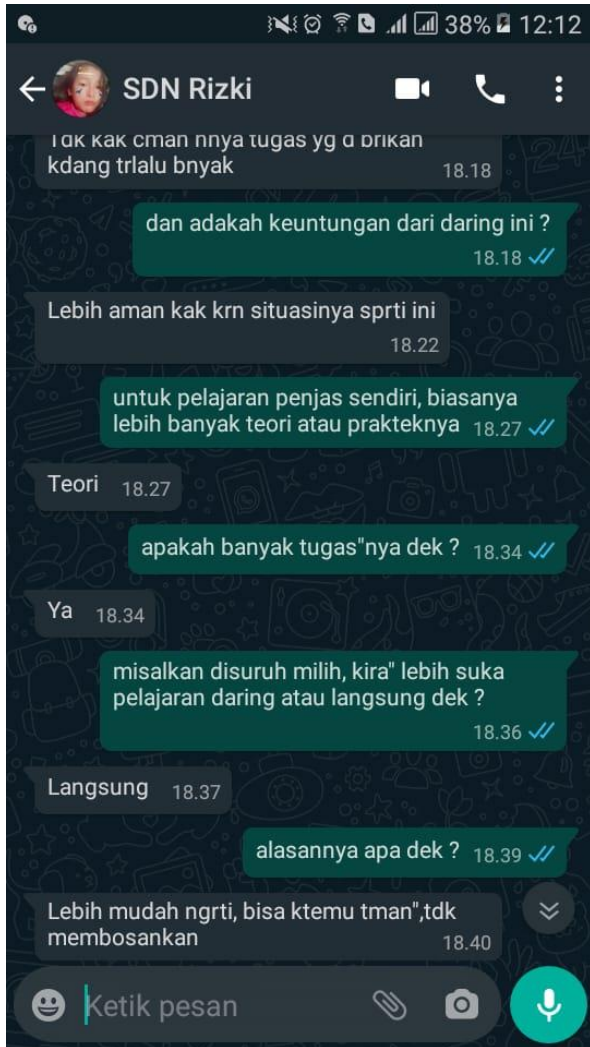 38% 12:12
SDN Rizki
Tdk kak cman nnya tugas yg d brikan
kdang trlalu bnyak 18.18
dan adakah keuntungan dari daring ini ?
18.18
Lebih aman kak krn situasinya sprti ini
18.22
untuk pelajaran penjas sendiri, biasanya
lebih banyak teori atau prakteknya 18.27
Teori 18.27
apakah banyak tugas"nya dek ? 18.34
Ya 18.34
misalkan disuruh milih, kira" lebih suka
pelajaran daring atau langsung dek ?
18.36
Langsung 18.37
alasannya apa dek ? 18.39
Lebih mudah ngrti, bisa ktemu tman",tdk
membosankan 18.40
Ketik pesan